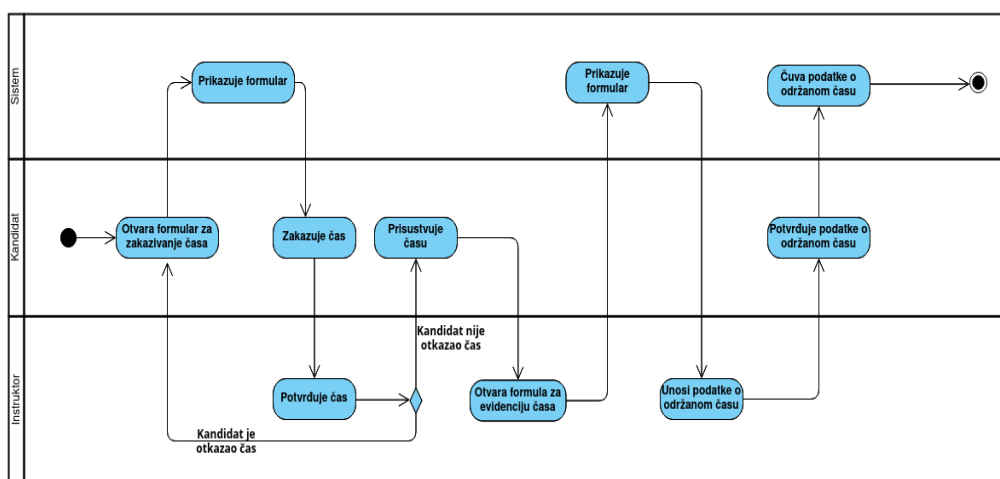 Sistem
Prikazuje formular
Prikazuje
formular
Čuva podatke o
održanom času
Kandidat
Otvara formular za
zakazivanje časa
Zakazuje čas
Prisustvuje
času
Potvrđuje podatke o
održanom času
Instruktor
Kandidat nije
otkazao čas
Potvrđuje čas
Otvara formula za
evidenciju časa
Unosi podatke o
održanom času
Kandidat je
otkazao čas